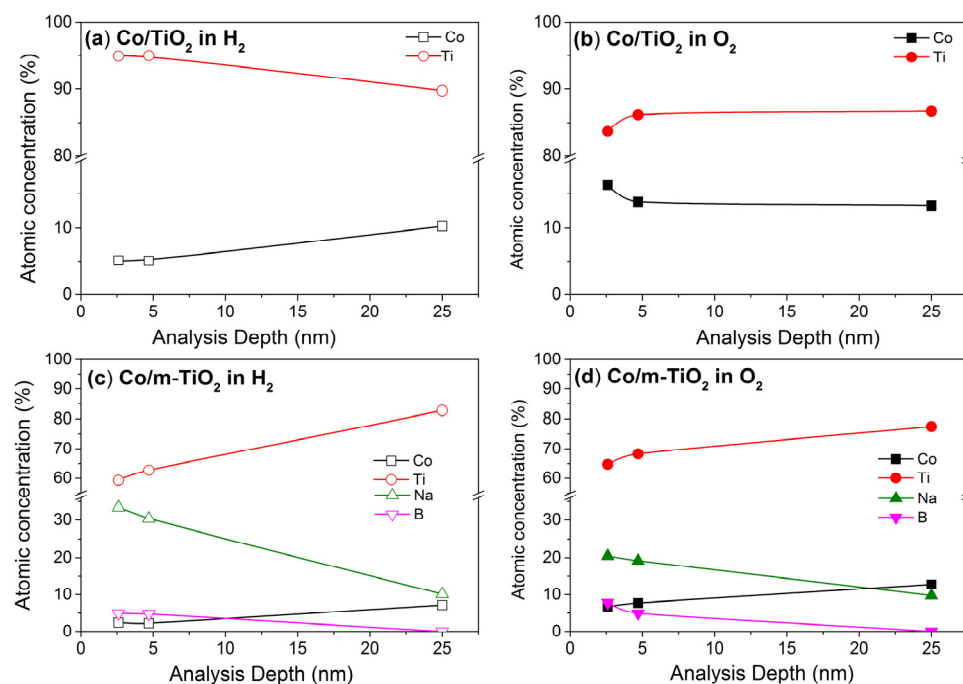 (a) Co/TiO₂ in H₂
Co
Ti
Atomic concentration (%)
100
90
80
10
0
0 5 10 15 20 25
Analysis Depth (nm)
(b) Co/TiO₂ in O₂
Co
Ti
Atomic concentration (%)
100
90
80
10
0
0 5 10 15 20 25
Analysis Depth (nm)
(c) Co/m-TiO₂ in H₂
Co
Ti
Na
B
Atomic concentration (%)
100
90
80
70
60
30
20
10
0
0 5 10 15 20 25
Analysis Depth (nm)
(d) Co/m-TiO₂ in O₂
Co
Ti
Na
B
Atomic concentration (%)
100
90
80
70
60
30
20
10
0
0 5 10 15 20 25
Analysis Depth (nm)